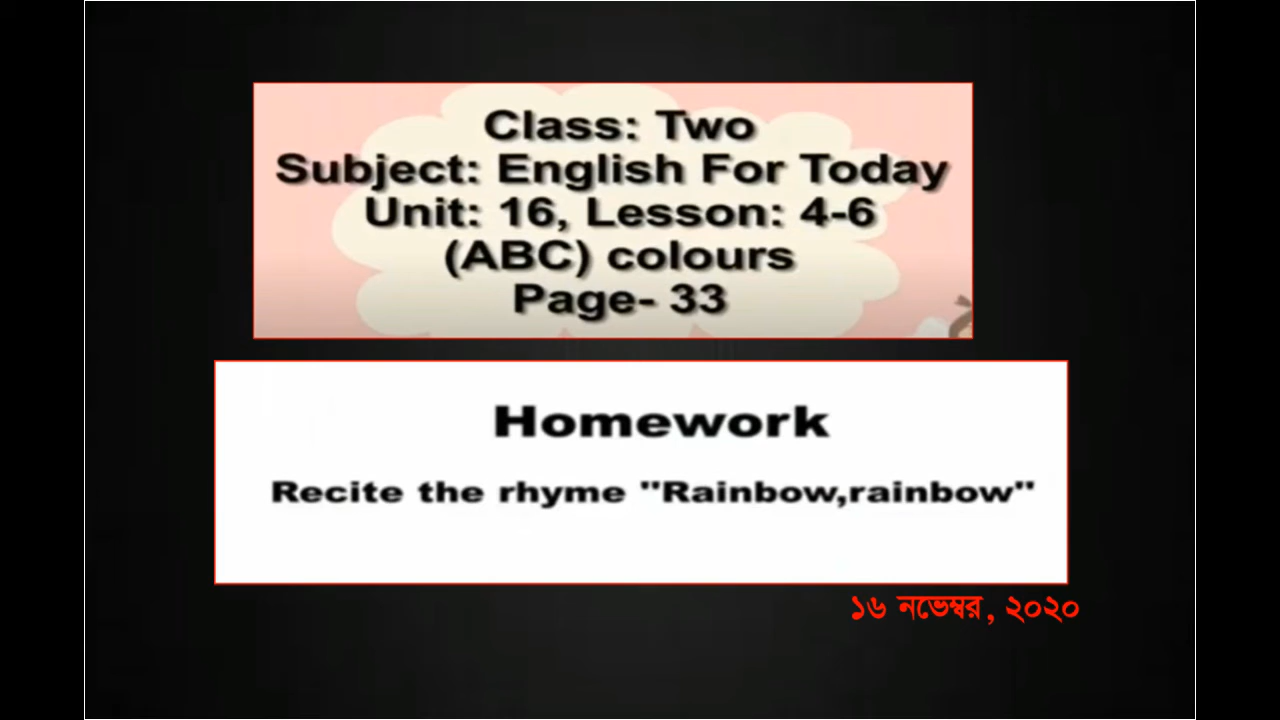 Class: Two
Subject: English For Today
Unit: 16, Lesson: 4-6
(ABC) colours
Page- 33
Homework
Recite the rhyme "Rainbow,rainbow"
১৬ নভেম্বর, ২০২০